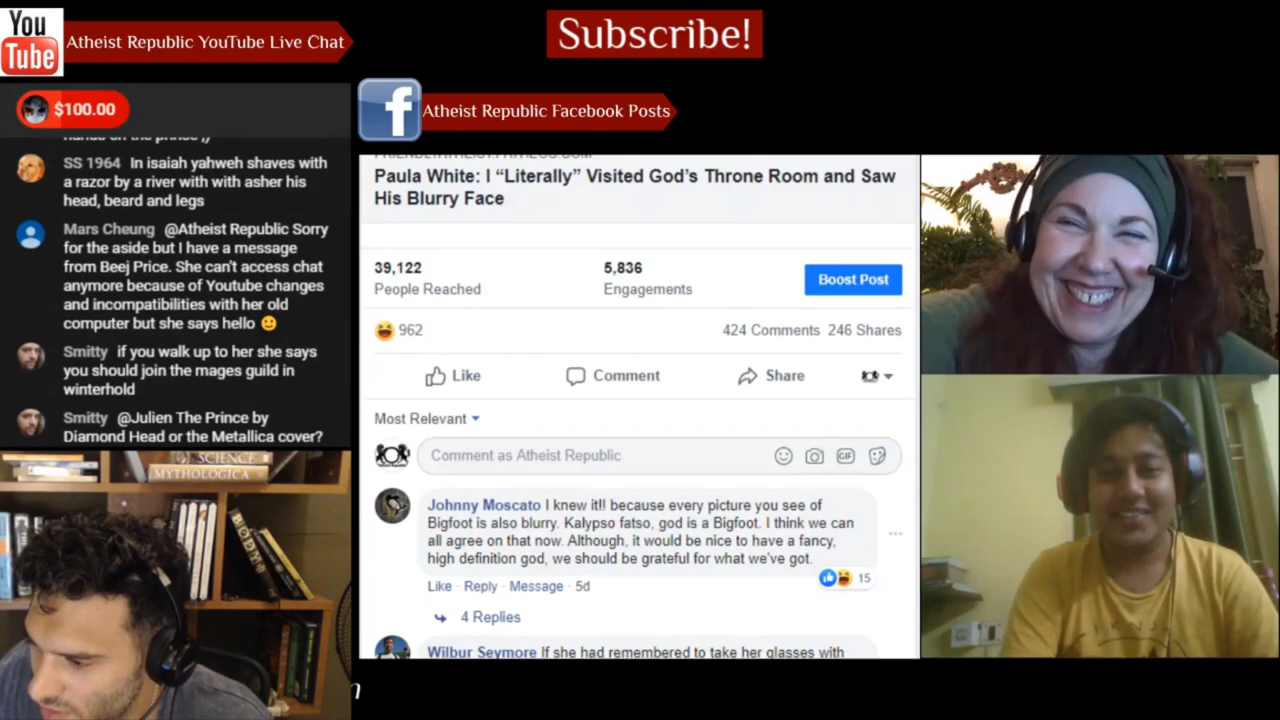 You
Tube
Atheist Republic YouTube Live Chat
Subscribe!
$100.00
SS 1964 In isaiah yahweh shaves with
a razor by a river with with asher his
head, beard and legs
Mars Cheung @Atheist Republic Sorry
for the aside but I have a message
from Beej Price. She can't access chat
anymore because of Youtube changes
and incompatibilities with her old
computer but she says hello
Smitty if you walk up to her she says
you should join the mages guild in
winterhold
Smitty @Julien The Prince by
Diamond Head or the Metallica cover?
f
Atheist Republic Facebook Posts
Paula White: I “Literally” Visited God’s Throne Room and Saw
His Blurry Face
39,122
People Reached
5,836
Engagements
Boost Post
962
424 Comments 246 Shares
Like
Comment
Share
Most Relevant
Comment as Atheist Republic
GIF
Johnny Moscato I knew it!! because every picture you see of
Bigfoot is also blurry. Kalypso fatso, god is a Bigfoot. I think we can
all agree on that now. Although, it would be nice to have a fancy,
high definition god, we should be grateful for what we've got.
15
Like · Reply · Message · 5d
4 Replies
Wilbur Seymore If she had remembered to take her glasses with
SCIENCE
MYTHOLOGICA
BODY